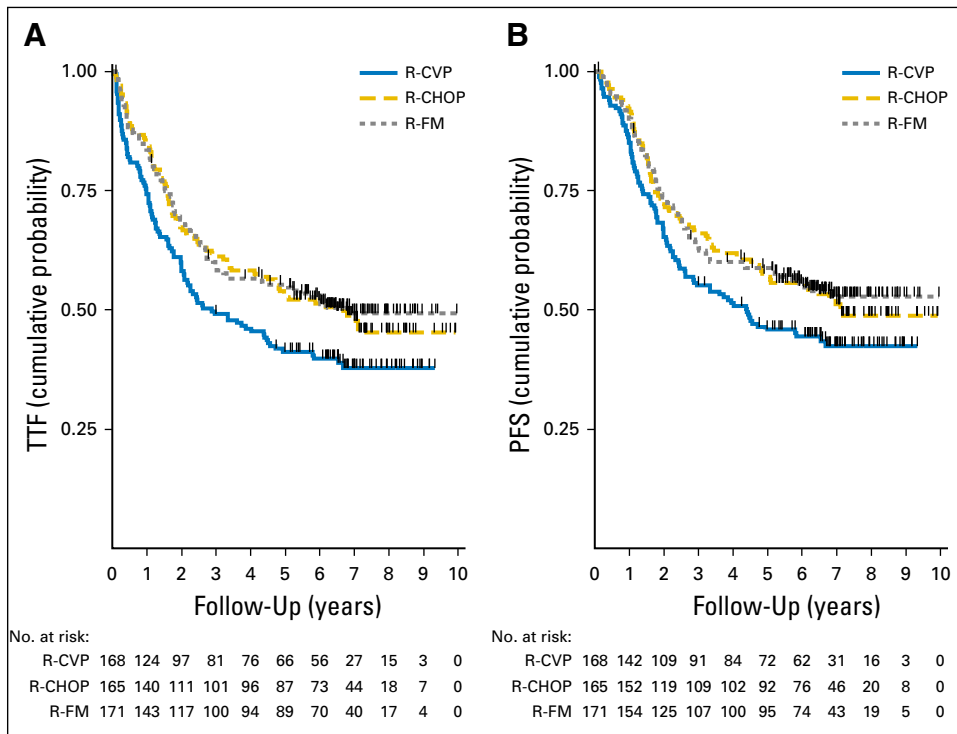 A
TTF (cumulative probability)
1.00
0.75
0.50
0.25
R-CVP
R-CHOP
R-FM
0 1 2 3 4 5 6 7 8 9 10
Follow-Up (years)
No. at risk:
R-CVP 168 124 97 81 76 66 56 27 15 3 0
R-CHOP 165 140 111 101 96 87 73 44 18 7 0
R-FM 171 143 117 100 94 89 70 40 17 4 0
B
PFS (cumulative probability)
1.00
0.75
0.50
0.25
R-CVP
R-CHOP
R-FM
0 1 2 3 4 5 6 7 8 9 10
Follow-Up (years)
No. at risk:
R-CVP 168 142 109 91 84 72 62 31 16 3 0
R-CHOP 165 152 119 109 102 92 76 46 20 8 0
R-FM 171 154 125 107 100 95 74 43 19 5 0